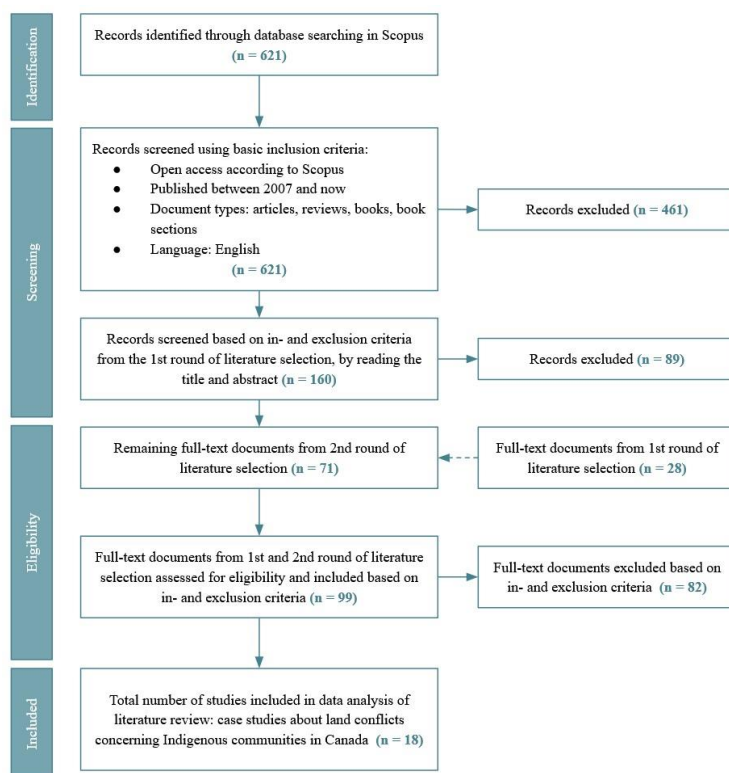 Identification
Records identified through database searching in Scopus
(n = 621)
Screening
Records screened using basic inclusion criteria:
● Open access according to Scopus
● Published between 2007 and now
● Document types: articles, reviews, books, book
sections
● Language: English
(n = 621)
Records excluded (n = 461)
Records screened based on in- and exclusion criteria
from the 1st round of literature selection, by reading the
title and abstract (n = 160)
Records excluded (n = 89)
Eligibility
Remaining full-text documents from 2nd round of
literature selection (n = 71)
Full-text documents from 1st round of
literature selection (n = 28)
Full-text documents from 1st and 2nd round of literature
selection assessed for eligibility and included based on
in- and exclusion criteria (n = 99)
Full-text documents excluded based on
in- and exclusion criteria (n = 82)
Included
Total number of studies included in data analysis of
literature review: case studies about land conflicts
concerning Indigenous communities in Canada (n = 18)